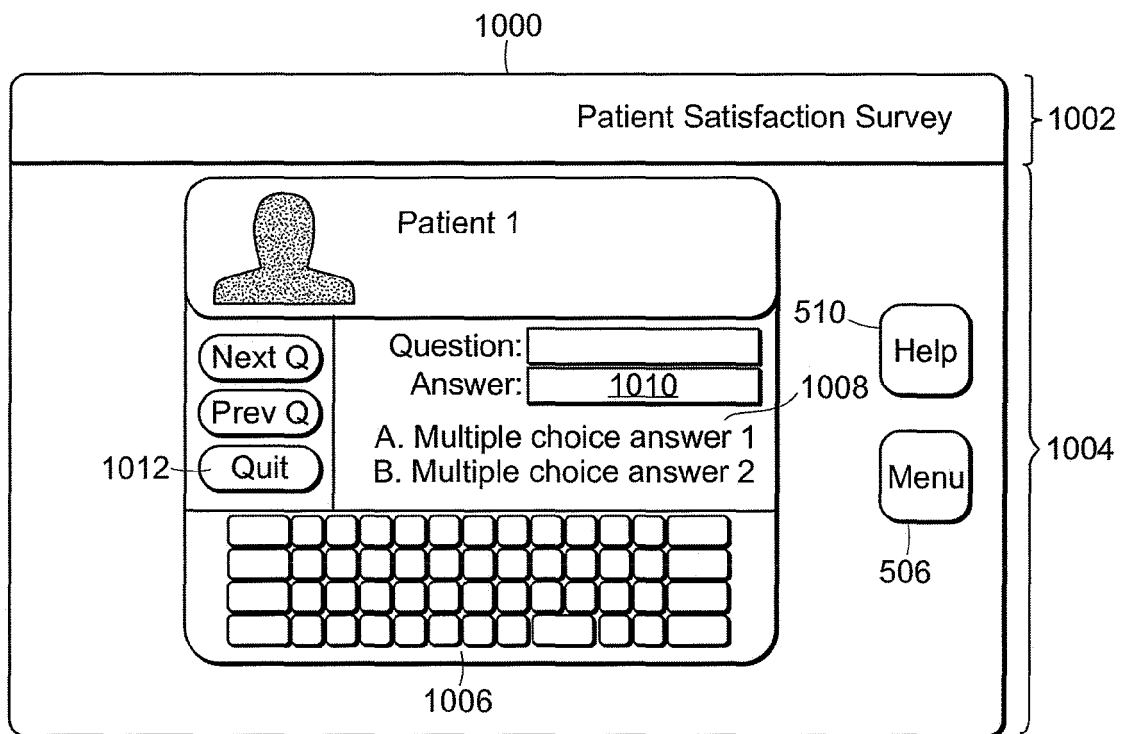 1000
Patient Satisfaction Survey
1002
Patient 1
510
Help
Next Q
Question:
Answer:
1010
1008
Prev Q
A. Multiple choice answer 1
1004
1012
Quit
B. Multiple choice answer 2
Menu
506
1006